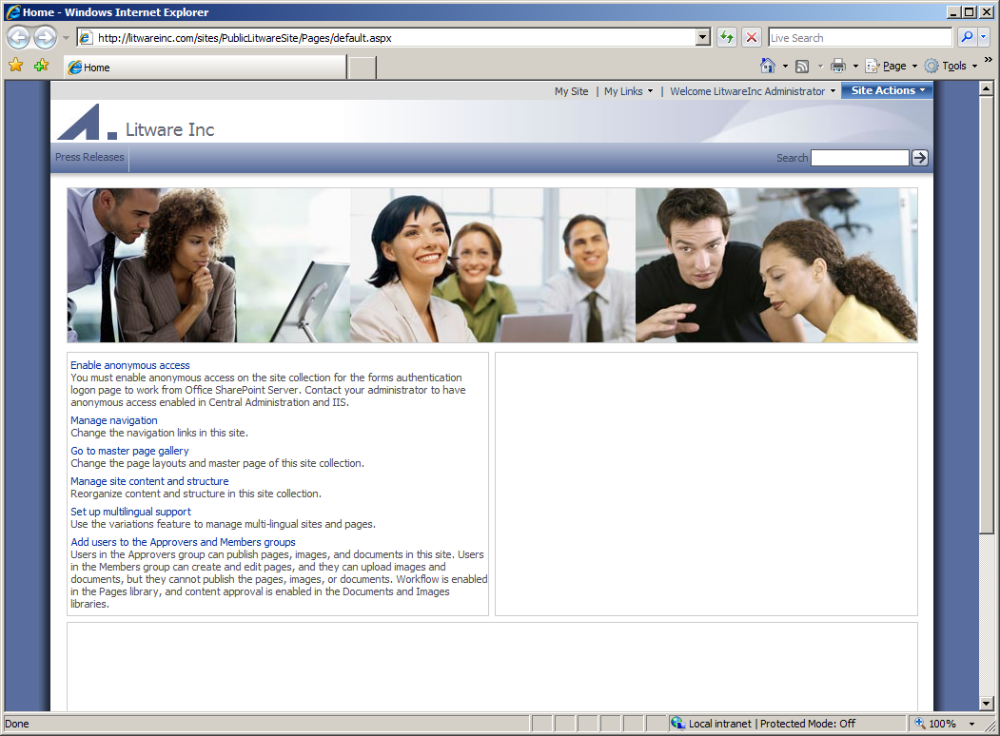 Home - Windows Internet Explorer
http://litwareinc.com/sites/PublicLitwareSite/Pages/default.aspx
Live Search
Home
Page
Tools
My Site | My Links | Welcome LitwareInc Administrator
Site Actions
Litware Inc
Press Releases
Search
Enable anonymous access
You must enable anonymous access on the site collection for the forms authentication
logon page to work from Office SharePoint Server. Contact your administrator to have
anonymous access enabled in Central Administration and IIS.
Manage navigation
Change the navigation links in this site.
Go to master page gallery
Change the page layouts and master page of this site collection.
Manage site content and structure
Reorganize content and structure in this site collection.
Set up multilingual support
Use the variations feature to manage multi-lingual sites and pages.
Add users to the Approvers and Members groups
Users in the Approvers group can publish pages, images, and documents in this site. Users
in the Members group can create and edit pages, and they can upload images and
documents, but they cannot publish the pages, images, or documents. Workflow is enabled
in the Pages library, and content approval is enabled in the Documents and Images
libraries.
Done
Local intranet | Protected Mode: Off
100%